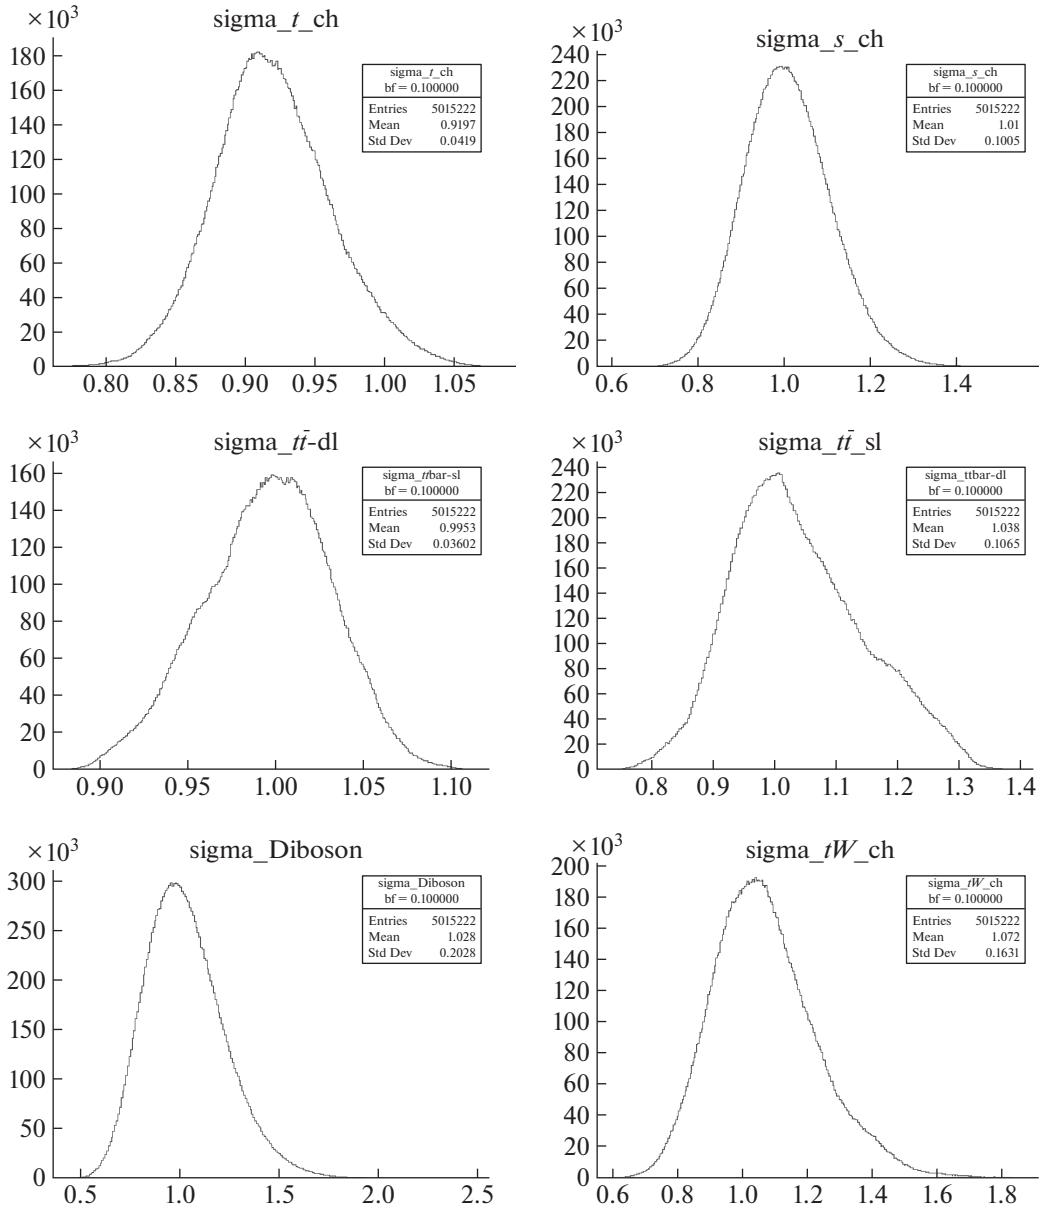 sigma_t_ch
×10³
180
160
140
120
100
80
60
40
20
0
0.80 0.85 0.90 0.95 1.00 1.05
sigma_t_ch
bf = 0.100000
Entries 5015222
Mean 0.9197
Std Dev 0.0419
sigma_s_ch
×10³
240
220
200
180
160
140
120
100
80
60
40
20
0
0.6 0.8 1.0 1.2 1.4
sigma_s_ch
bf = 0.100000
Entries 5015222
Mean 1.01
Std Dev 0.1005
sigma_tt̄-dl
×10³
160
140
120
100
80
60
40
20
0
0.90 0.95 1.00 1.05 1.10
sigma_ttbar-sl
bf = 0.100000
Entries 5015222
Mean 0.9953
Std Dev 0.03602
sigma_tt̄_sl
×10³
240
220
200
180
160
140
120
100
80
60
40
20
0
0.8 0.9 1.0 1.1 1.2 1.3 1.4
sigma_ttbar-dl
bf = 0.100000
Entries 5015222
Mean 1.038
Std Dev 0.1065
sigma_Diboson
×10³
300
250
200
150
100
50
0
0.5 1.0 1.5 2.0 2.5
sigma_Diboson
bf = 0.100000
Entries 5015222
Mean 1.028
Std Dev 0.2028
sigma_tW_ch
×10³
200
180
160
140
120
100
80
60
40
20
0
0.6 0.8 1.0 1.2 1.4 1.6 1.8
sigma_tW_ch
bf = 0.100000
Entries 5015222
Mean 1.072
Std Dev 0.1631